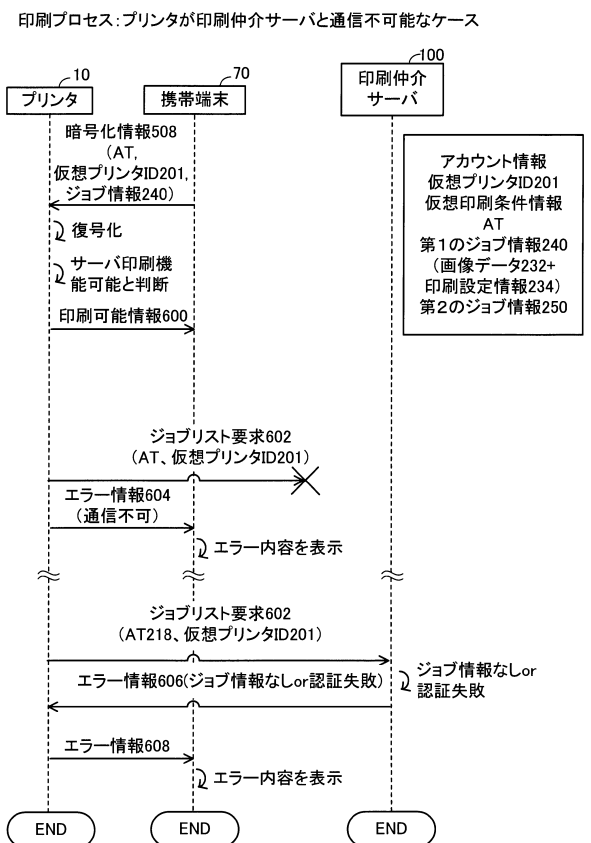 印刷プロセス：プリンタが印刷仲介サーバと通信不可能なケース
10
70
100
プリンタ
携帯端末
印刷仲介
サーバ
暗号化情報508
（AT,
仮想プリンタID201,
ジョブ情報240）
復号化
サーバ印刷機
能可能と判断
印刷可能情報600
アカウント情報
仮想プリンタID201
仮想印刷条件情報
AT
第1のジョブ情報240
（画像データ232+
印刷設定情報234）
第2のジョブ情報250
ジョブリスト要求602
（AT、仮想プリンタID201）
エラー情報604
（通信不可）
エラー内容を表示
ジョブリスト要求602
（AT218、仮想プリンタID201）
ジョブ情報なしor
認証失敗
エラー情報606（ジョブ情報なしor認証失敗）
エラー情報608
エラー内容を表示
END
END
END